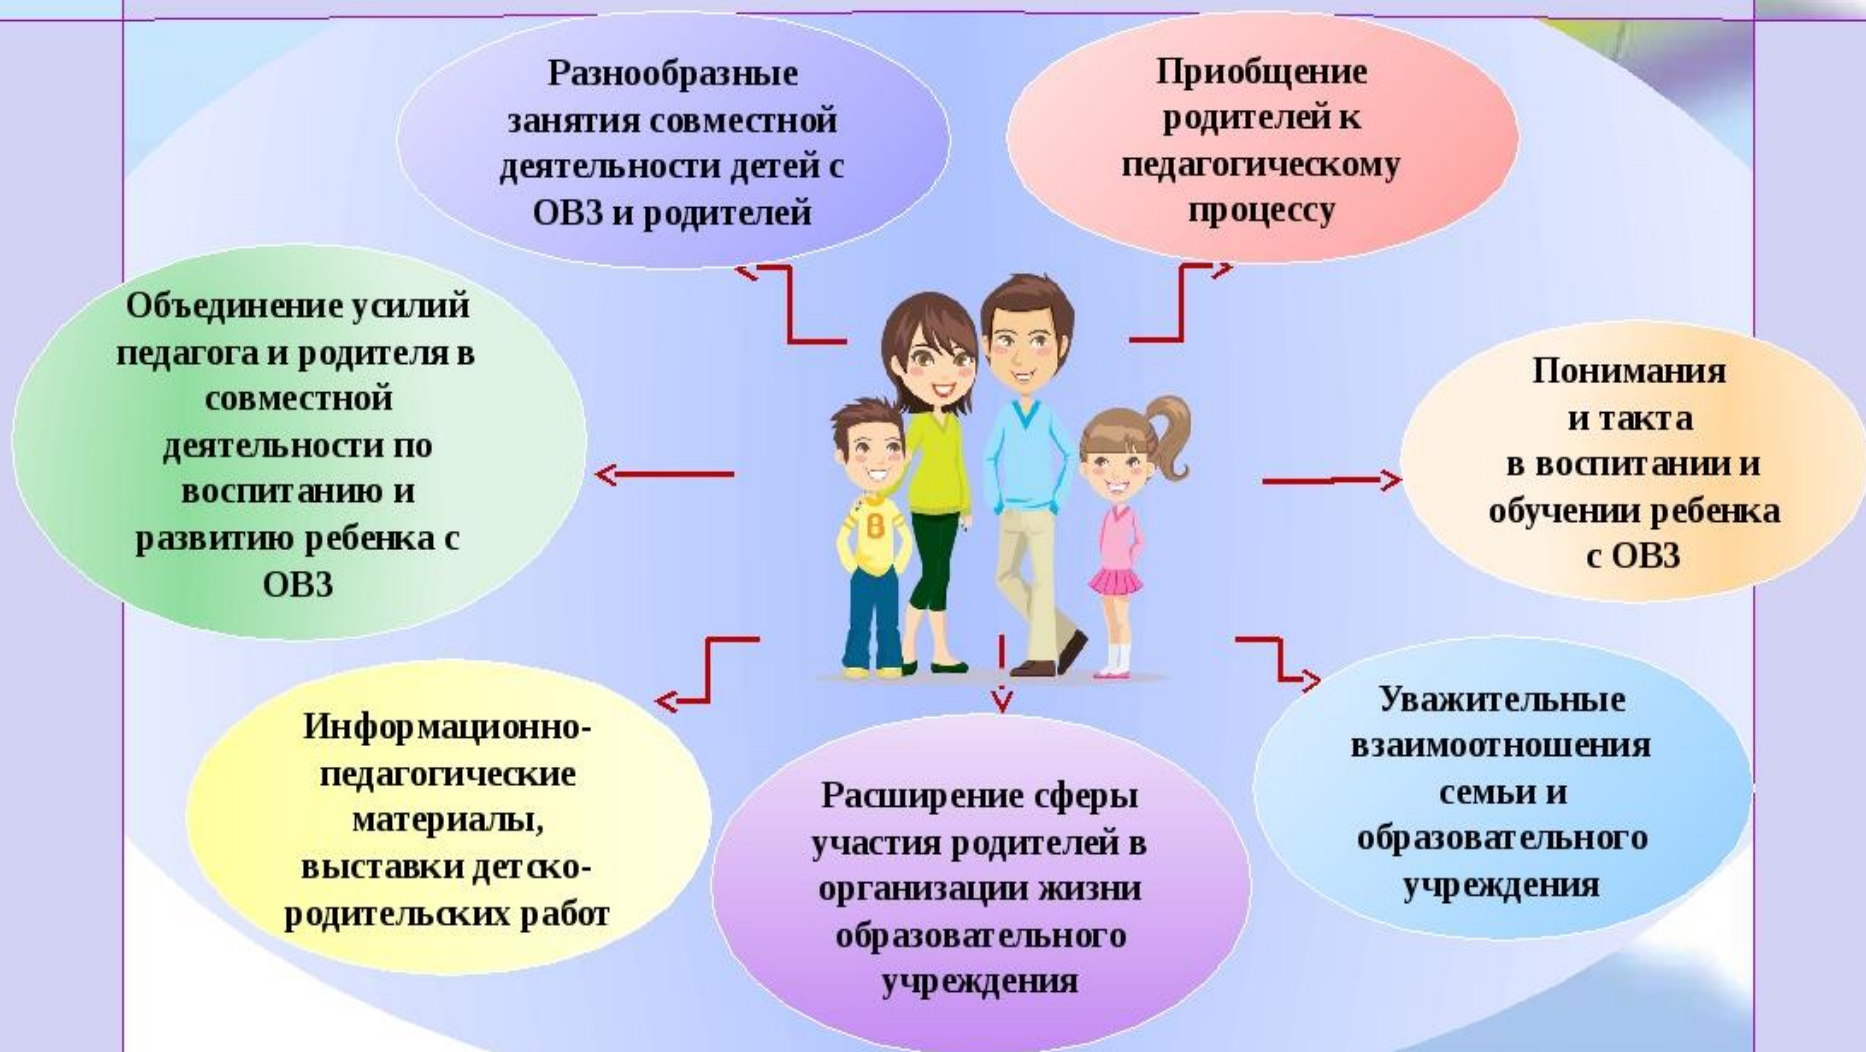 Разнообразные
занятия совместной
деятельности детей с
ОВЗ и родителей
Приобщение
родителей к
педагогическому
процессу
Объединение усилий
педагога и родителя в
совместной
деятельности по
воспитанию и
развитию ребенка с
ОВЗ
Понимания
и такта
в воспитании и
обучении ребенка
с ОВЗ
Информационно-
педагогические
материалы,
выставки детско-
родительских работ
Расширение сферы
участия родителей в
организации жизни
образовательного
учреждения
Уважительные
взаимоотношения
семьи и
образовательного
учреждения
8